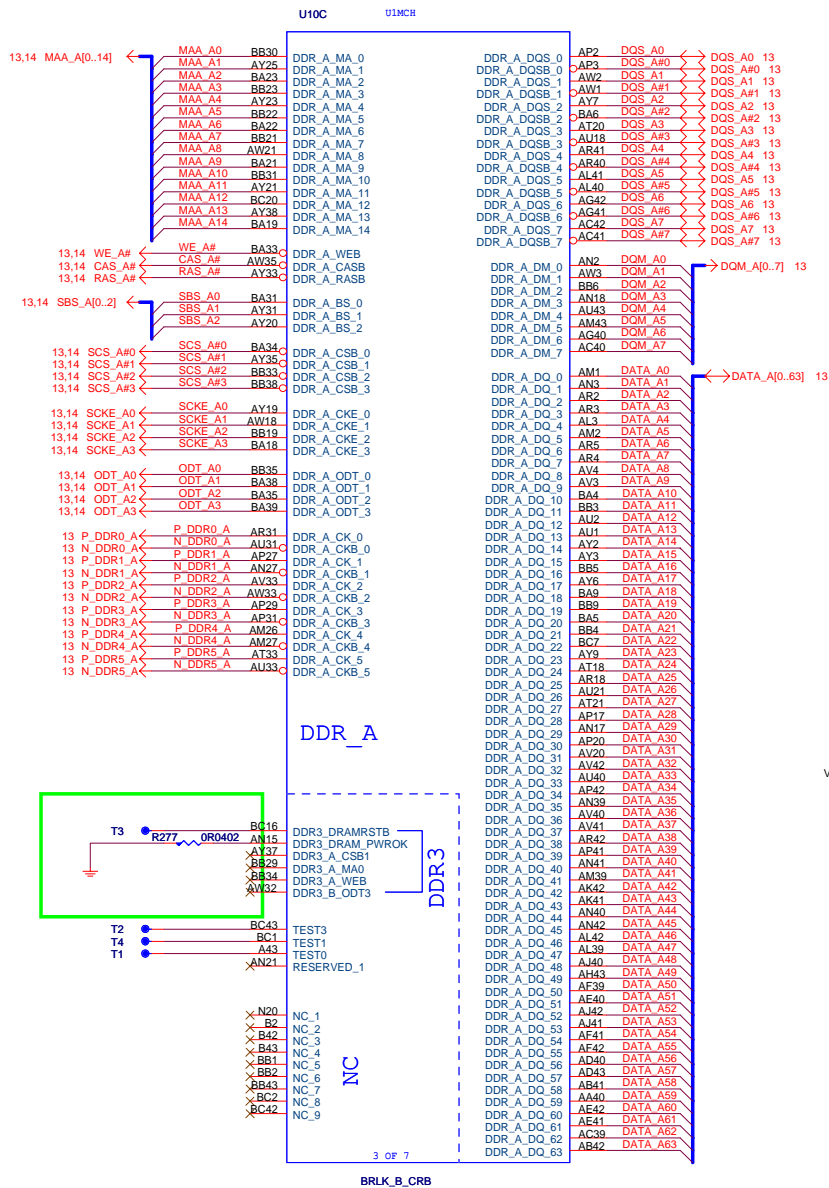 U10C U1MCH
13,14 MAA_A[0..14]
MAA_A0 BB30 DDR_A_MA_0
MAA_A1 AY25 DDR_A_MA_1
MAA_A2 BA23 DDR_A_MA_2
MAA_A3 BB23 DDR_A_MA_3
MAA_A4 AY23 DDR_A_MA_4
MAA_A5 BB22 DDR_A_MA_5
MAA_A6 BA22 DDR_A_MA_6
MAA_A7 BB21 DDR_A_MA_7
MAA_A8 AW21 DDR_A_MA_8
MAA_A9 BA21 DDR_A_MA_9
MAA_A10 BB31 DDR_A_MA_10
MAA_A11 AY21 DDR_A_MA_11
MAA_A12 BC20 DDR_A_MA_12
MAA_A13 AY38 DDR_A_MA_13
MAA_A14 BA19 DDR_A_MA_14
13,14 WE_A# WE_A# BA33 DDR_A_WEB
13,14 CAS_A# CAS_A# AW35 DDR_A_CASB
13,14 RAS_A# RAS_A# AY33 DDR_A_RASB
13,14 SBS_A[0..2]
SBS_A0 BA31 DDR_A_BS_0
SBS_A1 AY31 DDR_A_BS_1
SBS_A2 AY20 DDR_A_BS_2
13,14 SCS_A#0 SCS_A#0 BA34 DDR_A_CSB_0
13,14 SCS_A#1 SCS_A#1 AY35 DDR_A_CSB_1
13,14 SCS_A#2 SCS_A#2 BB33 DDR_A_CSB_2
13,14 SCS_A#3 SCS_A#3 BB38 DDR_A_CSB_3
13,14 SCKE_A0 SCKE_A0 AY19 DDR_A_CKE_0
13,14 SCKE_A1 SCKE_A1 AW18 DDR_A_CKE_1
13,14 SCKE_A2 SCKE_A2 BB19 DDR_A_CKE_2
13,14 SCKE_A3 SCKE_A3 BA18 DDR_A_CKE_3
13,14 ODT_A0 ODT_A0 BB35 DDR_A_ODT_0
13,14 ODT_A1 ODT_A1 BA38 DDR_A_ODT_1
13,14 ODT_A2 ODT_A2 BA35 DDR_A_ODT_2
13,14 ODT_A3 ODT_A3 BA39 DDR_A_ODT_3
13 P_DDR0_A P_DDR0_A AR31 DDR_A_CK_0
13 N_DDR0_A N_DDR0_A AU31 DDR_A_CKB_0
13 P_DDR1_A P_DDR1_A AP27 DDR_A_CK_1
13 N_DDR1_A N_DDR1_A AN27 DDR_A_CKB_1
13 P_DDR2_A P_DDR2_A AV33 DDR_A_CK_2
13 N_DDR2_A N_DDR2_A AW33 DDR_A_CKB_2
13 P_DDR3_A P_DDR3_A AP29 DDR_A_CK_3
13 N_DDR3_A N_DDR3_A AP31 DDR_A_CKB_3
13 P_DDR4_A P_DDR4_A AM26 DDR_A_CK_4
13 N_DDR4_A N_DDR4_A AM27 DDR_A_CKB_4
13 P_DDR5_A P_DDR5_A AT33 DDR_A_CK_5
13 N_DDR5_A N_DDR5_A AU33 DDR_A_CKB_5
DDR_A
T3 BC16 DDR3_DRAMRSTB
R277 0R0402 AN15 DDR3_DRAM_PWROK
AY37 DDR3_A_CSB1
BB29 DDR3_A_MA0
BB34 DDR3_A_WEB
AW32 DDR3_B_ODT3
DDR3
T2 BC43 TEST3
T4 BC1 TEST1
T1 A43 TEST0
AN21 RESERVED_1
N20 NC_1
B2 NC_2
B42 NC_3
B43 NC_4
BB1 NC_5
BB2 NC_6
BB43 NC_7
BC2 NC_8
BC42 NC_9
NC
DDR_A_DQS_0 AP2 DQS_A0 DQS_A0 13
DDR_A_DQSB_0 AP3 DQS_A#0 DQS_A#0 13
DDR_A_DQS_1 AW2 DQS_A1 DQS_A1 13
DDR_A_DQSB_1 AW1 DQS_A#1 DQS_A#1 13
DDR_A_DQS_2 AY7 DQS_A2 DQS_A2 13
DDR_A_DQSB_2 BA6 DQS_A#2 DQS_A#2 13
DDR_A_DQS_3 AT20 DQS_A3 DQS_A3 13
DDR_A_DQSB_3 AU18 DQS_A#3 DQS_A#3 13
DDR_A_DQS_4 AR41 DQS_A4 DQS_A4 13
DDR_A_DQSB_4 AR40 DQS_A#4 DQS_A#4 13
DDR_A_DQS_5 AL41 DQS_A5 DQS_A5 13
DDR_A_DQSB_5 AL40 DQS_A#5 DQS_A#5 13
DDR_A_DQS_6 AG42 DQS_A6 DQS_A6 13
DDR_A_DQSB_6 AG41 DQS_A#6 DQS_A#6 13
DDR_A_DQS_7 AC42 DQS_A7 DQS_A7 13
DDR_A_DQSB_7 AC41 DQS_A#7 DQS_A#7 13
DDR_A_DM_0 AN2 DQM_A0 DQM_A[0..7] 13
DDR_A_DM_1 AW3 DQM_A1
DDR_A_DM_2 BB6 DQM_A2
DDR_A_DM_3 AN18 DQM_A3
DDR_A_DM_4 AU43 DQM_A4
DDR_A_DM_5 AM43 DQM_A5
DDR_A_DM_6 AG40 DQM_A6
DDR_A_DM_7 AC40 DQM_A7
DDR_A_DQ_0 AM1 DATA_A0 DATA_A[0..63] 13
DDR_A_DQ_1 AN3 DATA_A1
DDR_A_DQ_2 AR2 DATA_A2
DDR_A_DQ_3 AR3 DATA_A3
DDR_A_DQ_4 AL3 DATA_A4
DDR_A_DQ_5 AM2 DATA_A5
DDR_A_DQ_6 AR5 DATA_A6
DDR_A_DQ_7 AR4 DATA_A7
DDR_A_DQ_8 AV4 DATA_A8
DDR_A_DQ_9 AV3 DATA_A9
DDR_A_DQ_10 BA4 DATA_A10
DDR_A_DQ_11 BB3 DATA_A11
DDR_A_DQ_12 AU2 DATA_A12
DDR_A_DQ_13 AU1 DATA_A13
DDR_A_DQ_14 AY2 DATA_A14
DDR_A_DQ_15 AY3 DATA_A15
DDR_A_DQ_16 BB5 DATA_A16
DDR_A_DQ_17 AY6 DATA_A17
DDR_A_DQ_18 BA9 DATA_A18
DDR_A_DQ_19 BB9 DATA_A19
DDR_A_DQ_20 BA5 DATA_A20
DDR_A_DQ_21 BB4 DATA_A21
DDR_A_DQ_22 BC7 DATA_A22
DDR_A_DQ_23 AY9 DATA_A23
DDR_A_DQ_24 AT18 DATA_A24
DDR_A_DQ_25 AR18 DATA_A25
DDR_A_DQ_26 AU21 DATA_A26
DDR_A_DQ_27 AT21 DATA_A27
DDR_A_DQ_28 AP17 DATA_A28
DDR_A_DQ_29 AN17 DATA_A29
DDR_A_DQ_30 AP20 DATA_A30
DDR_A_DQ_31 AV20 DATA_A31
DDR_A_DQ_32 AV42 DATA_A32
DDR_A_DQ_33 AU40 DATA_A33
DDR_A_DQ_34 AP42 DATA_A34
DDR_A_DQ_35 AN39 DATA_A35
DDR_A_DQ_36 AV40 DATA_A36
DDR_A_DQ_37 AV41 DATA_A37
DDR_A_DQ_38 AR42 DATA_A38
DDR_A_DQ_39 AP41 DATA_A39
DDR_A_DQ_40 AN41 DATA_A40
DDR_A_DQ_41 AM39 DATA_A41
DDR_A_DQ_42 AK42 DATA_A42
DDR_A_DQ_43 AK41 DATA_A43
DDR_A_DQ_44 AN40 DATA_A44
DDR_A_DQ_45 AN42 DATA_A45
DDR_A_DQ_46 AL42 DATA_A46
DDR_A_DQ_47 AL39 DATA_A47
DDR_A_DQ_48 AJ40 DATA_A48
DDR_A_DQ_49 AH43 DATA_A49
DDR_A_DQ_50 AF39 DATA_A50
DDR_A_DQ_51 AE40 DATA_A51
DDR_A_DQ_52 AJ42 DATA_A52
DDR_A_DQ_53 AJ41 DATA_A53
DDR_A_DQ_54 AF41 DATA_A54
DDR_A_DQ_55 AF42 DATA_A55
DDR_A_DQ_56 AD40 DATA_A56
DDR_A_DQ_57 AD43 DATA_A57
DDR_A_DQ_58 AB41 DATA_A58
DDR_A_DQ_59 AA40 DATA_A59
DDR_A_DQ_60 AE42 DATA_A60
DDR_A_DQ_61 AE41 DATA_A61
DDR_A_DQ_62 AC39 DATA_A62
DDR_A_DQ_63 AB42 DATA_A63
3 OF 7
BRLK_B_CRB